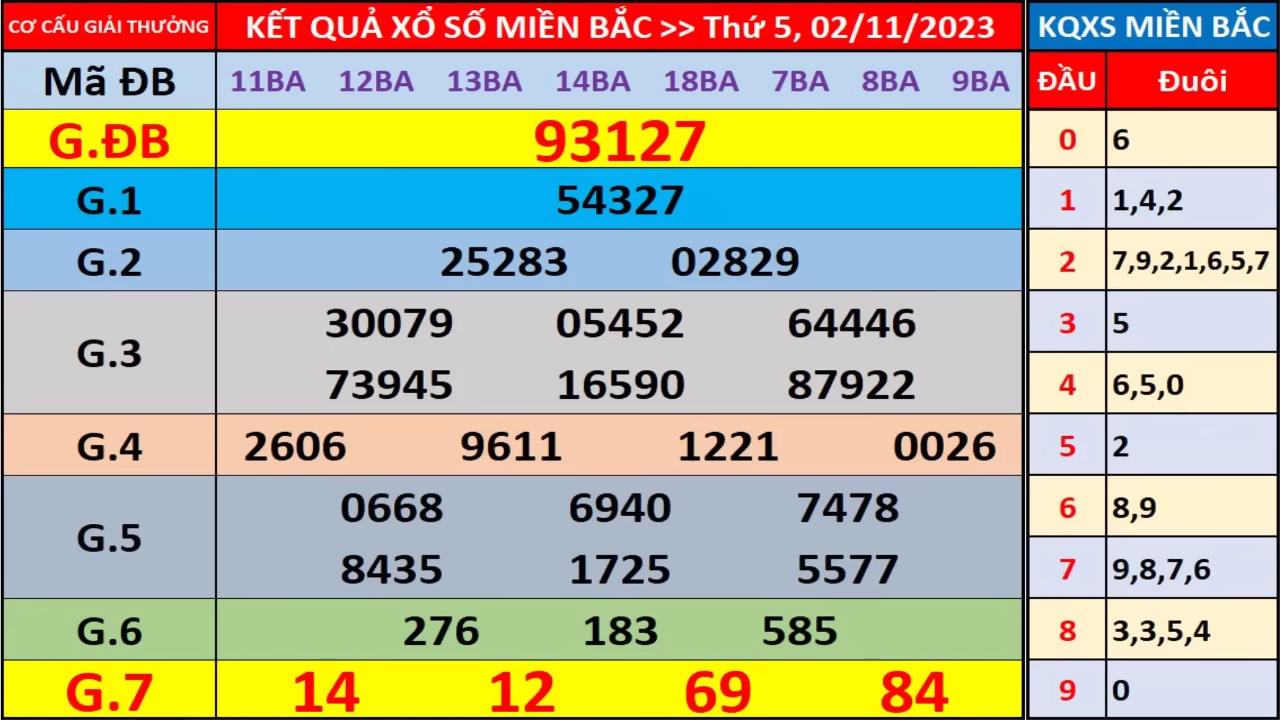 CƠ CẤU GIẢI THƯỞNG KẾT QUẢ XỔ SỐ MIỀN BẮC >> Thứ 5, 02/11/2023 KQXS MIỀN BẮC
Mã ĐB 11BA 12BA 13BA 14BA 18BA 7BA 8BA 9BA ĐẦU Đuôi
G.ĐB 93127 0 6
G.1 54327 1 1,4,2
G.2 25283 02829 2 7,9,2,1,6,5,7
G.3 30079 05452 64446 3 5
73945 16590 87922 4 6,5,0
G.4 2606 9611 1221 0026 5 2
G.5 0668 6940 7478 6 8,9
8435 1725 5577 7 9,8,7,6
G.6 276 183 585 8 3,3,5,4
G.7 14 12 69 84 9 0